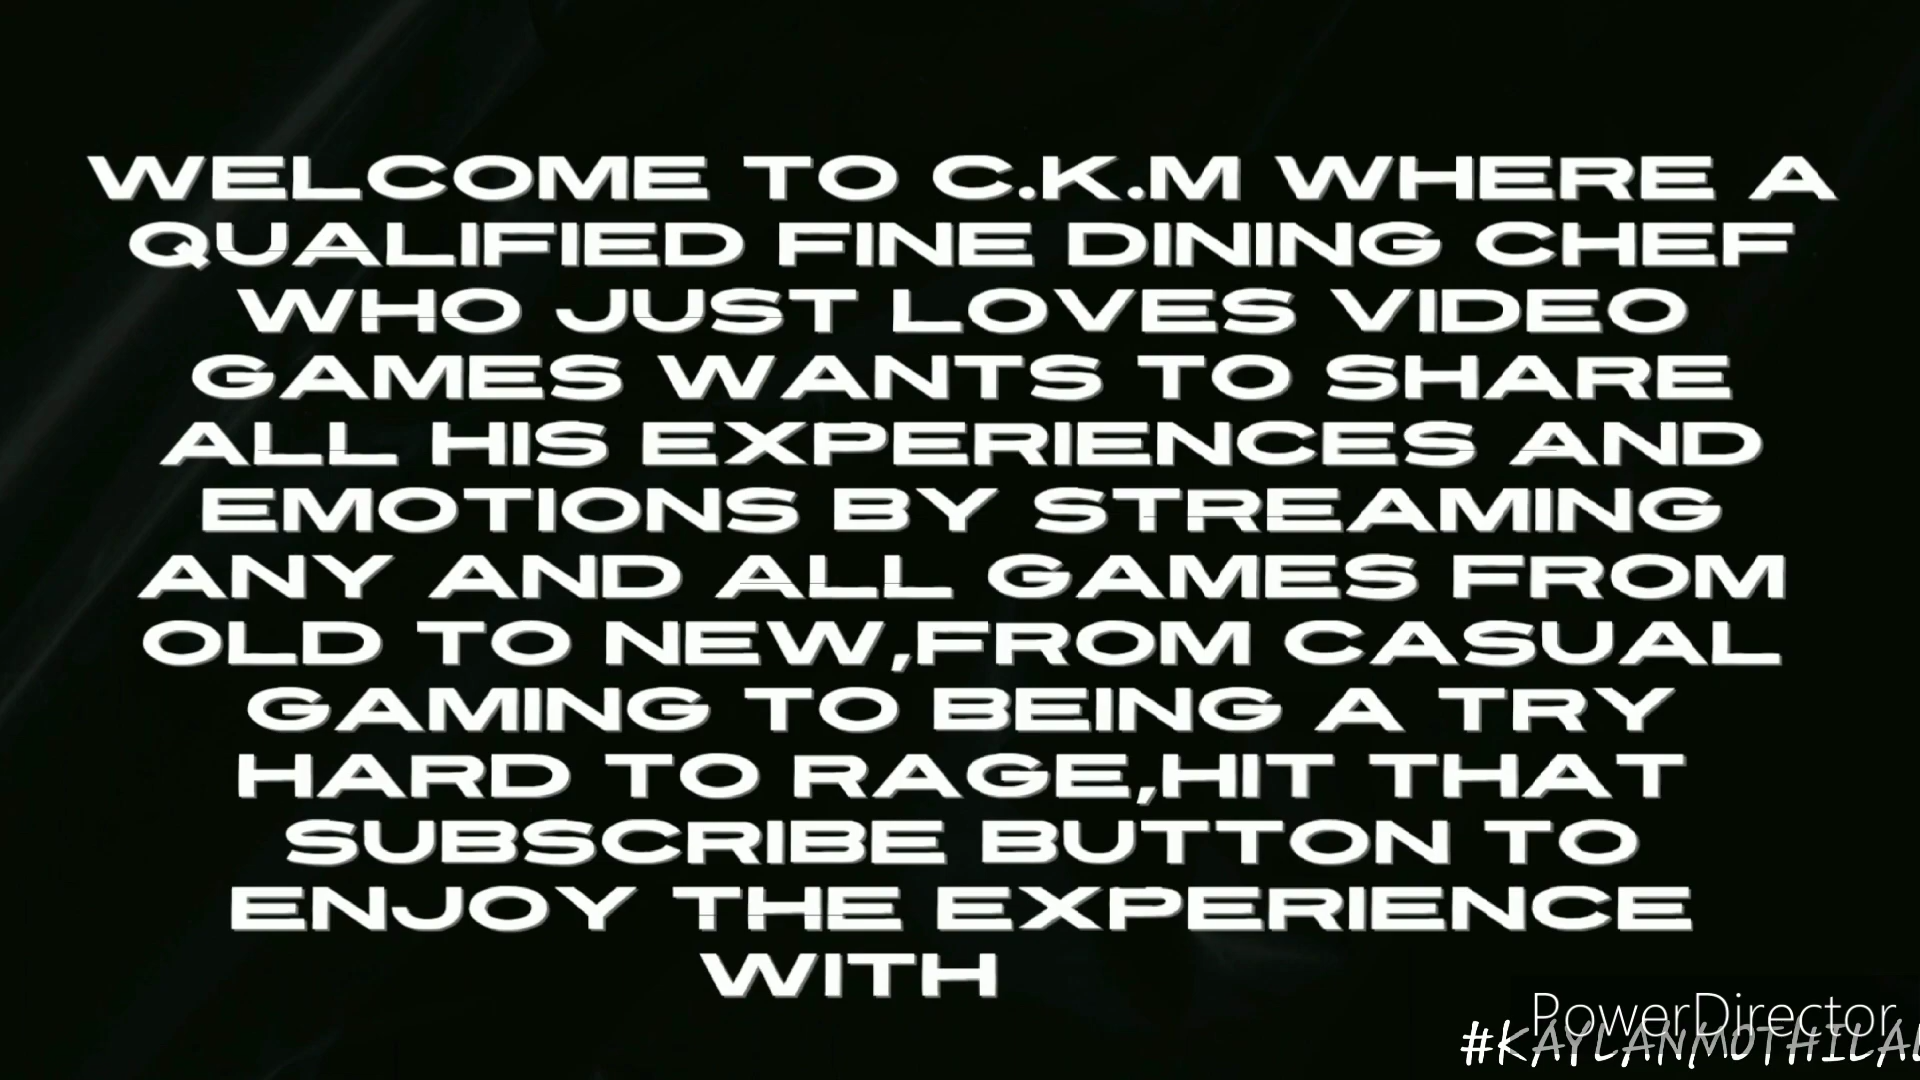 WELCOME TO C.K.M WHERE A
QUALIFIED FINE DINING CHEF
WHO JUST LOVES VIDEO
GAMES WANTS TO SHARE
ALL HIS EXPERIENCES AND
EMOTIONS BY STREAMING
ANY AND ALL GAMES FROM
OLD TO NEW,FROM CASUAL
GAMING TO BEING A TRY
HARD TO RAGE,HIT THAT
SUBSCRIBE BUTTON TO
ENJOY THE EXPERIENCE
WITH
PowerDirector
#KAYLANMOTHILAL